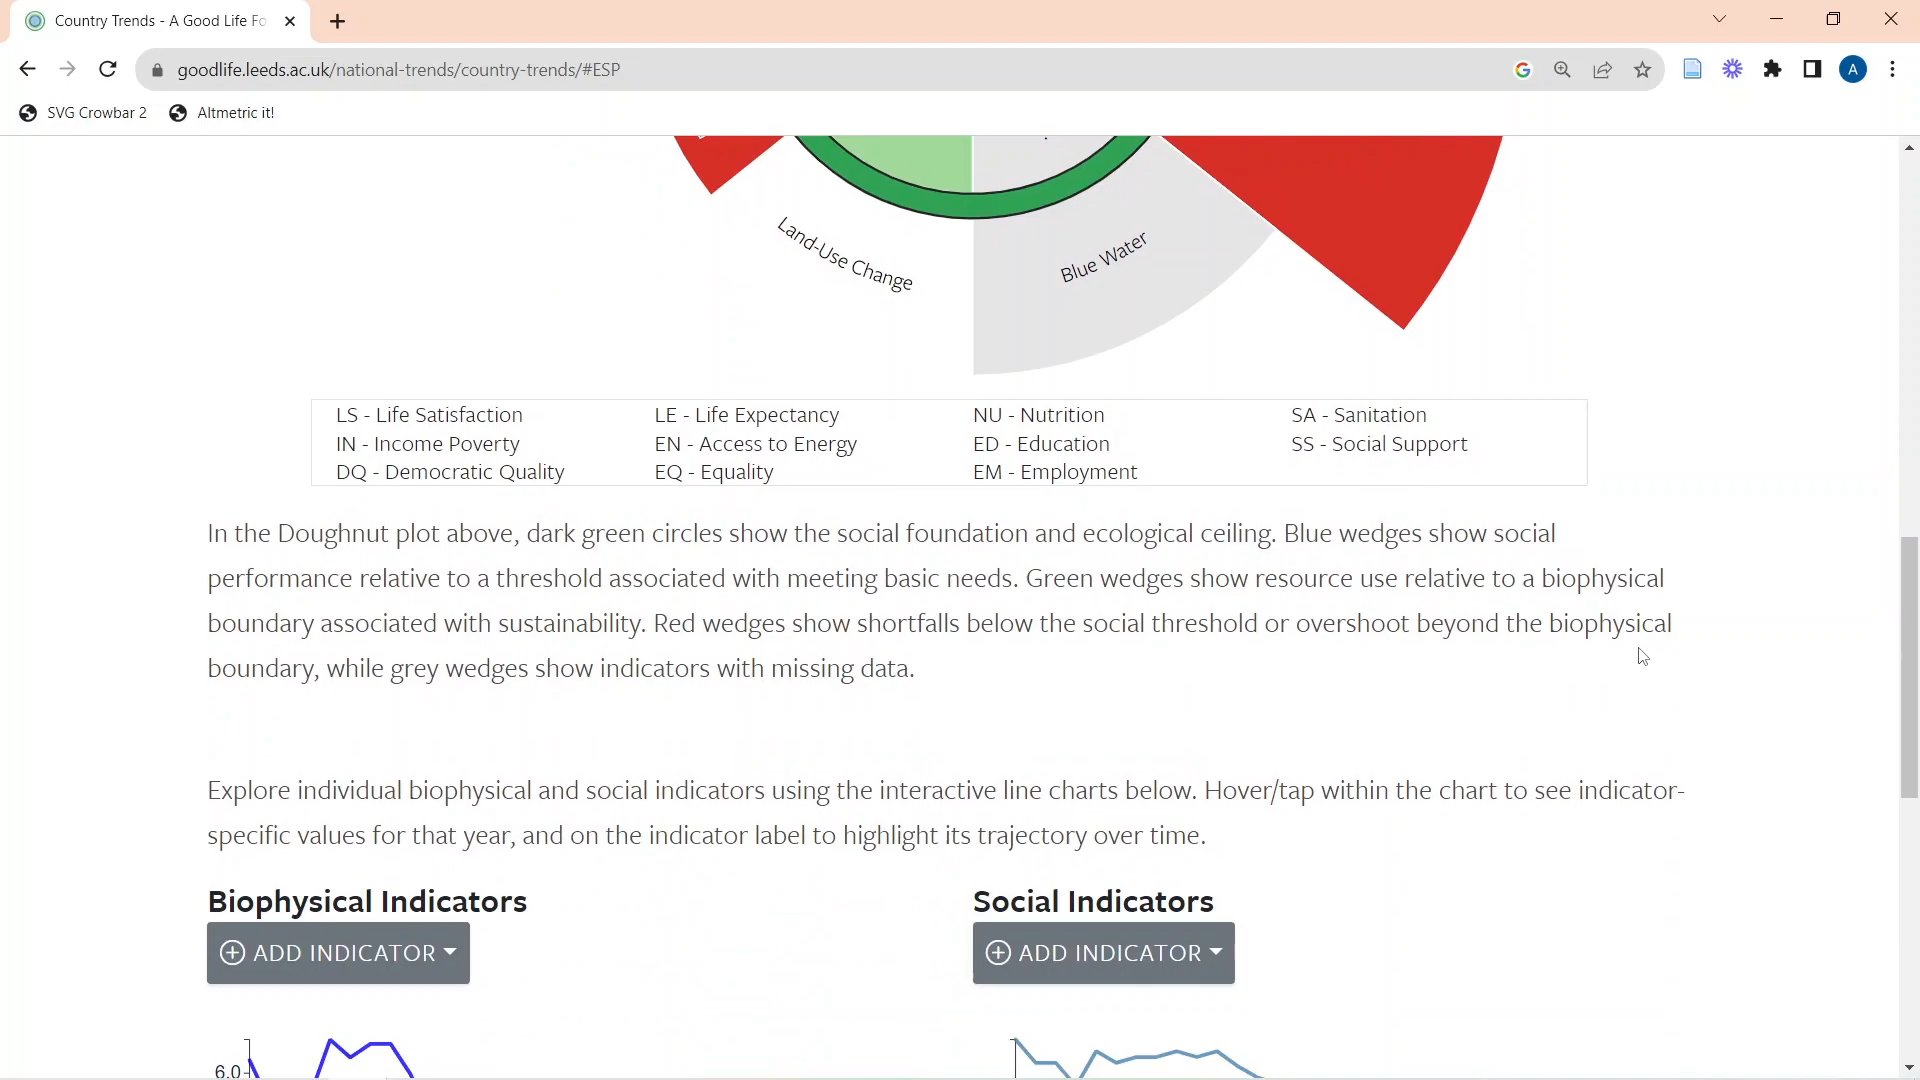 Country Trends - A Good Life Fo
goodlife.leeds.ac.uk/national-trends/country-trends/#ESP
A
SVG Crowbar 2
Altmetric it!
Land-Use Change
Blue Water
LS - Life Satisfaction
LE - Life Expectancy
NU - Nutrition
SA - Sanitation
IN - Income Poverty
EN - Access to Energy
ED - Education
SS - Social Support
DQ - Democratic Quality
EQ - Equality
EM - Employment
In the Doughnut plot above, dark green circles show the social foundation and ecological ceiling. Blue wedges show social
performance relative to a threshold associated with meeting basic needs. Green wedges show resource use relative to a biophysical
boundary associated with sustainability. Red wedges show shortfalls below the social threshold or overshoot beyond the biophysical
boundary, while grey wedges show indicators with missing data.
Explore individual biophysical and social indicators using the interactive line charts below. Hover/tap within the chart to see indicator-
specific values for that year, and on the indicator label to highlight its trajectory over time.
Biophysical Indicators
Social Indicators
ADD INDICATOR
ADD INDICATOR
6.0